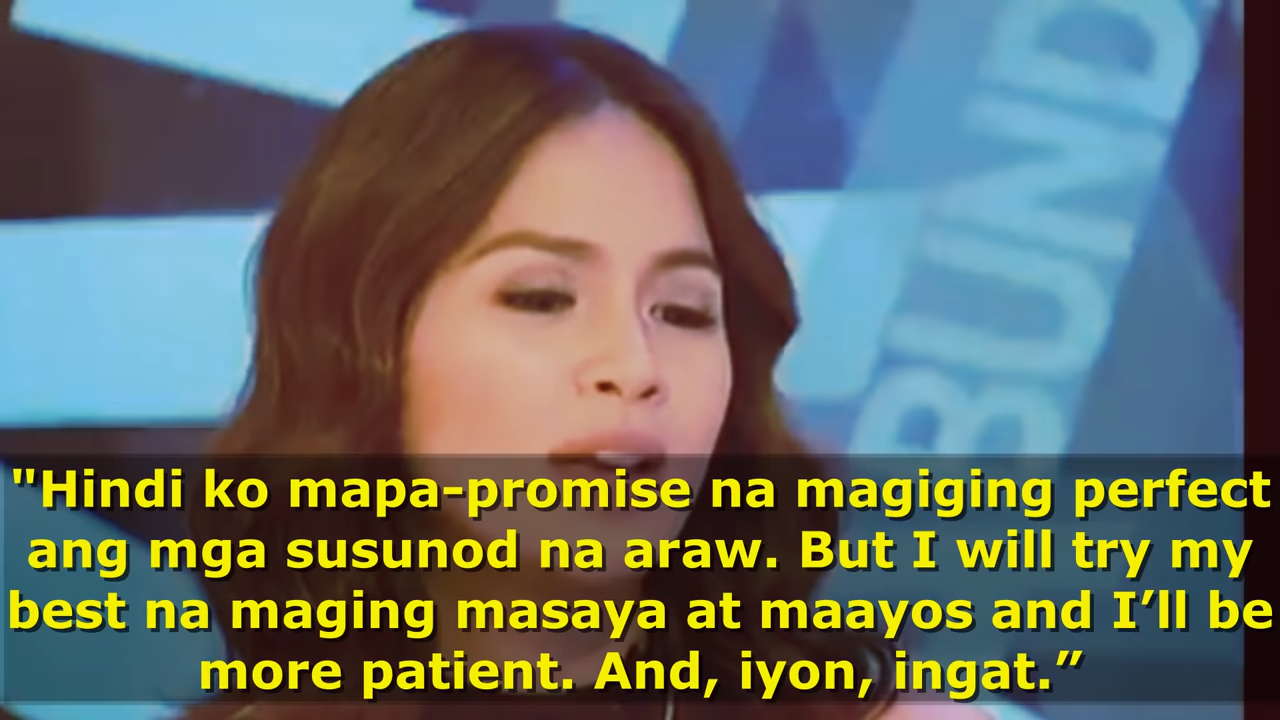 BUND
"Hindi ko mapa-promise na magiging perfect
ang mga susunod na araw. But I will try my
best na maging masaya at maayos and I’ll be
more patient. And, iyon, ingat.”